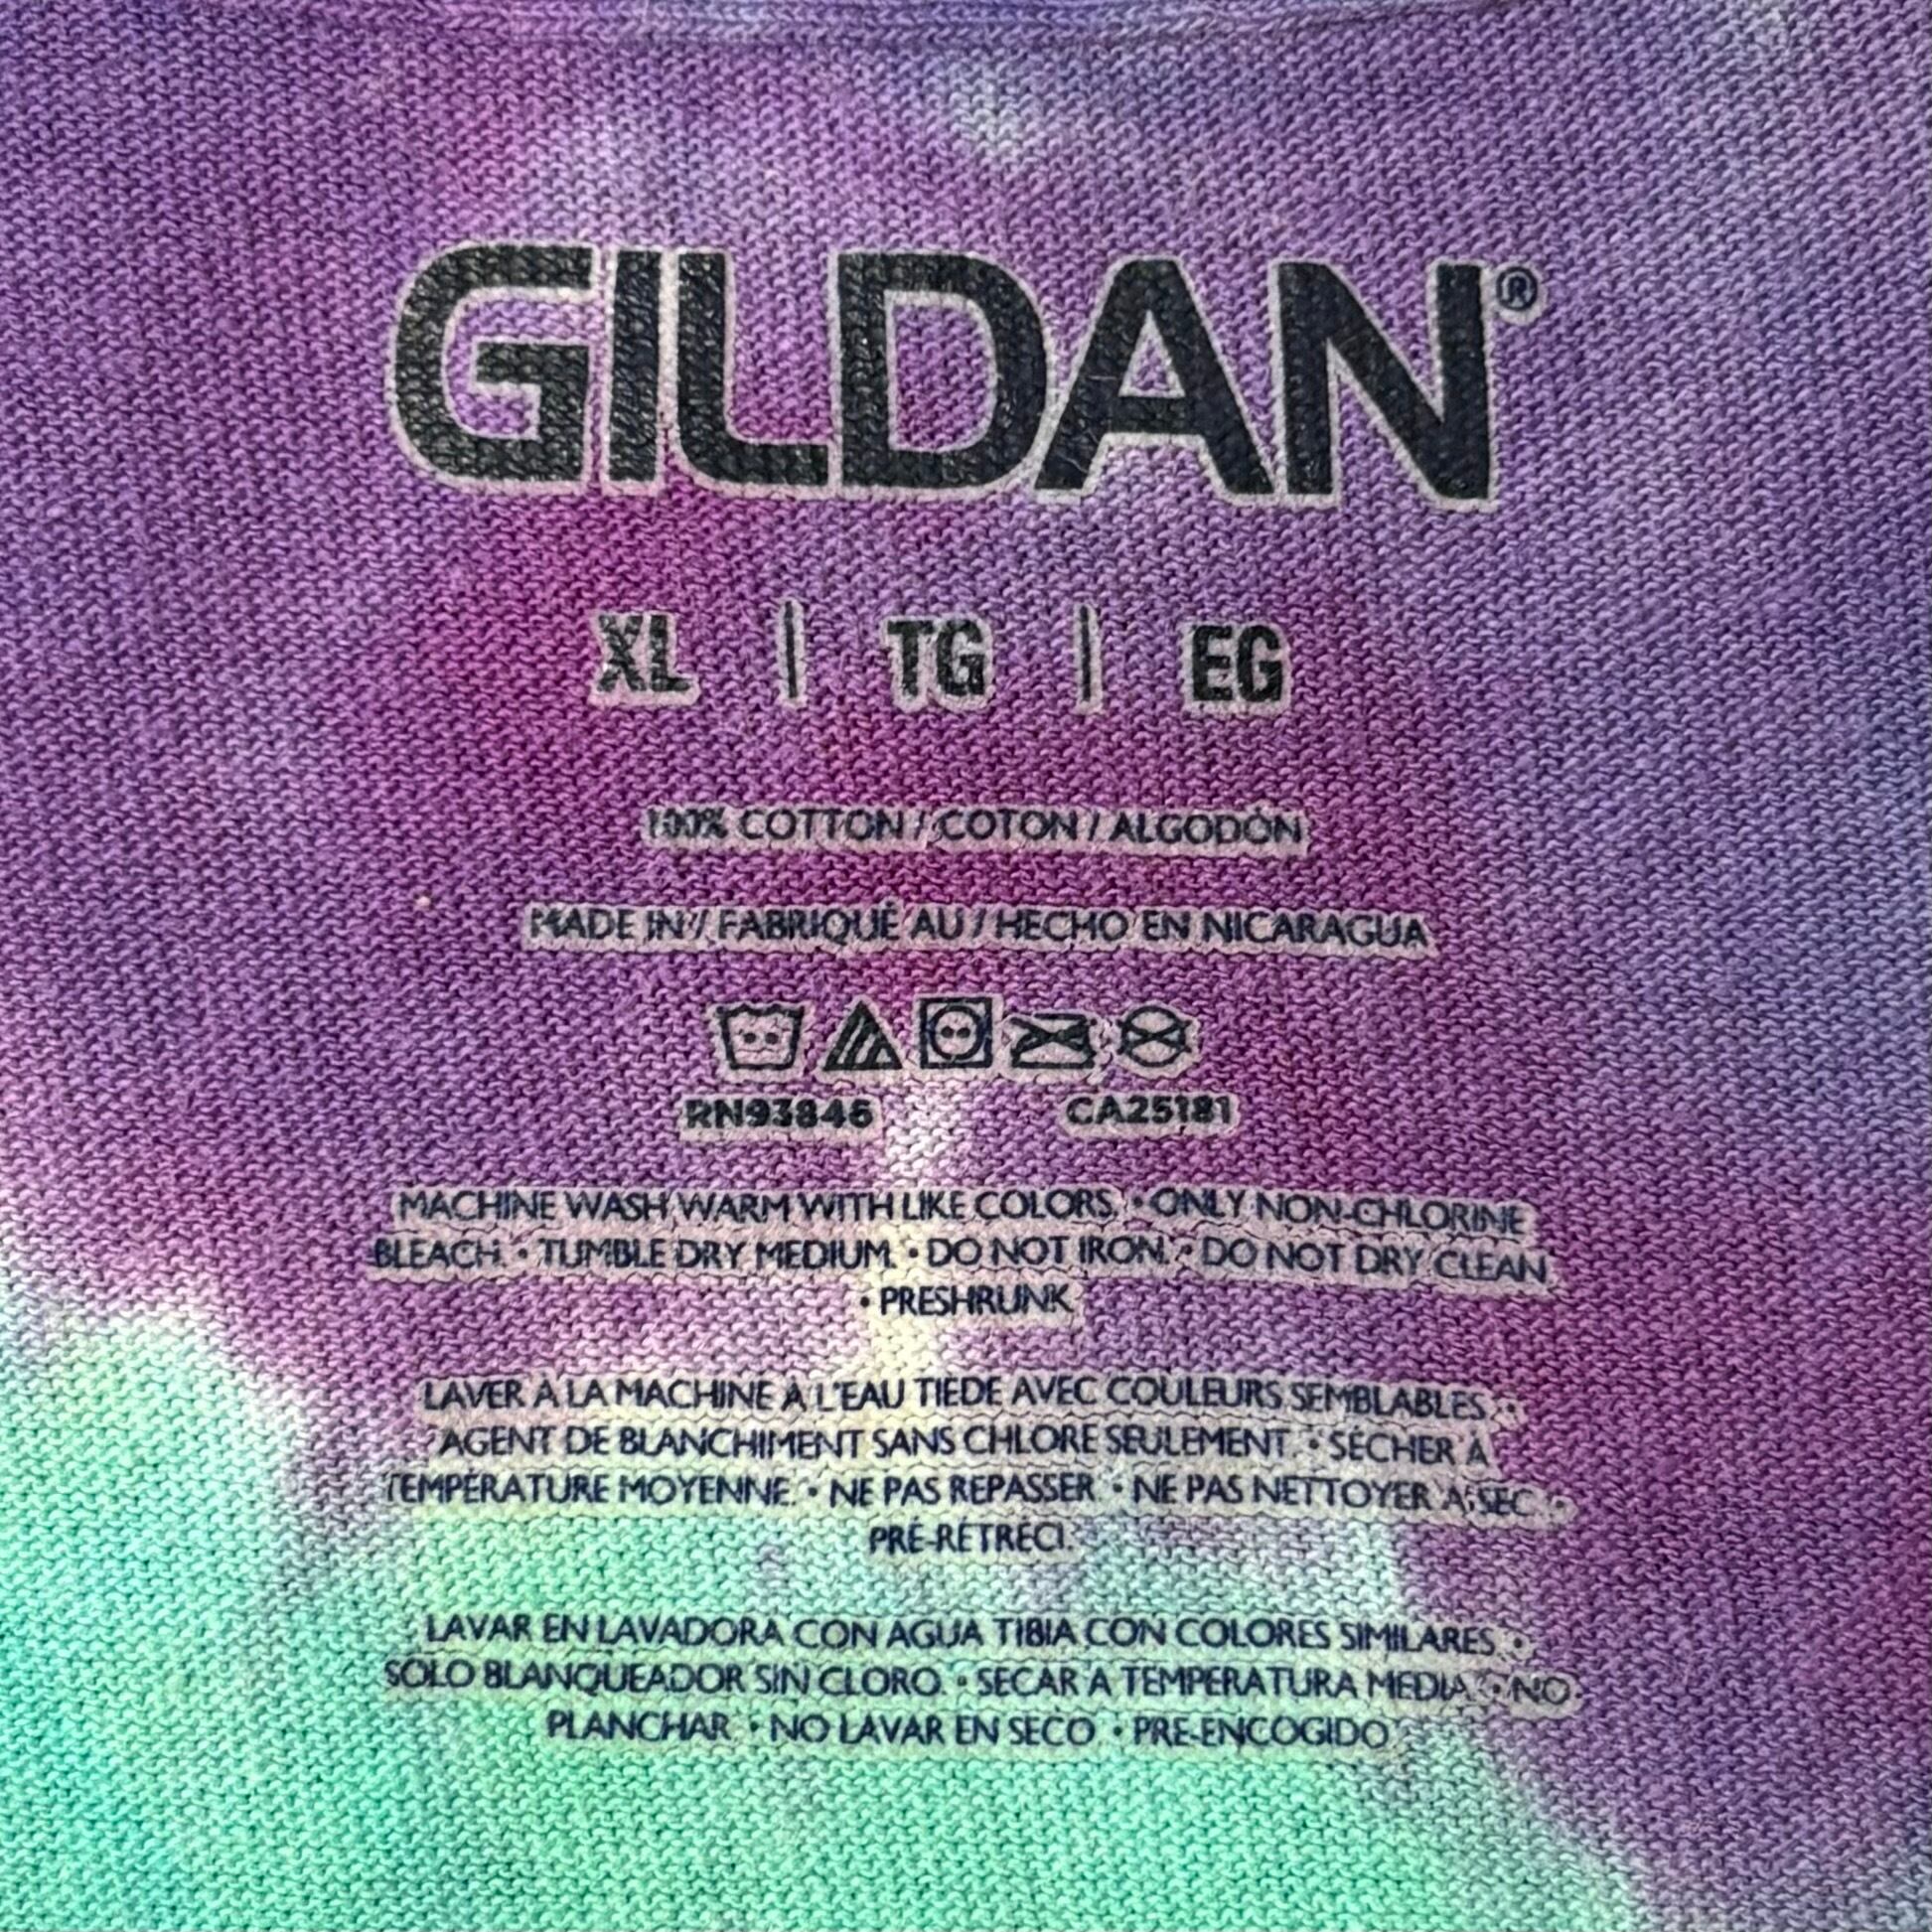 GILDAN®
XL | TG | EG
100% COTTON / COTON / ALGODÓN
MADE IN / FABRIQUÉ AU / HECHO EN NICARAGUA
RN93846 CA25181
MACHINE WASH WARM WITH LIKE COLORS. • ONLY NON-CHLORINE
BLEACH. • TUMBLE DRY MEDIUM. • DO NOT IRON. • DO NOT DRY CLEAN
• PRESHRUNK
LAVER À LA MACHINE À L'EAU TIEDE AVEC COULEURS SEMBLABLES •
AGENT DE BLANCHIMENT SANS CHLORE SEULEMENT • SÉCHER À
TEMPÉRATURE MOYENNE. • NE PAS REPASSER • NE PAS NETTOYER À SEC •
PRÉ-RÉTRÉCI.
LAVAR EN LAVADORA CON AGUA TIBIA CON COLORES SIMILARES •
SOLO BLANQUEADOR SIN CLORO. • SECAR A TEMPERATURA MEDIA • NO
PLANCHAR • NO LAVAR EN SECO • PRE-ENCOGIDO